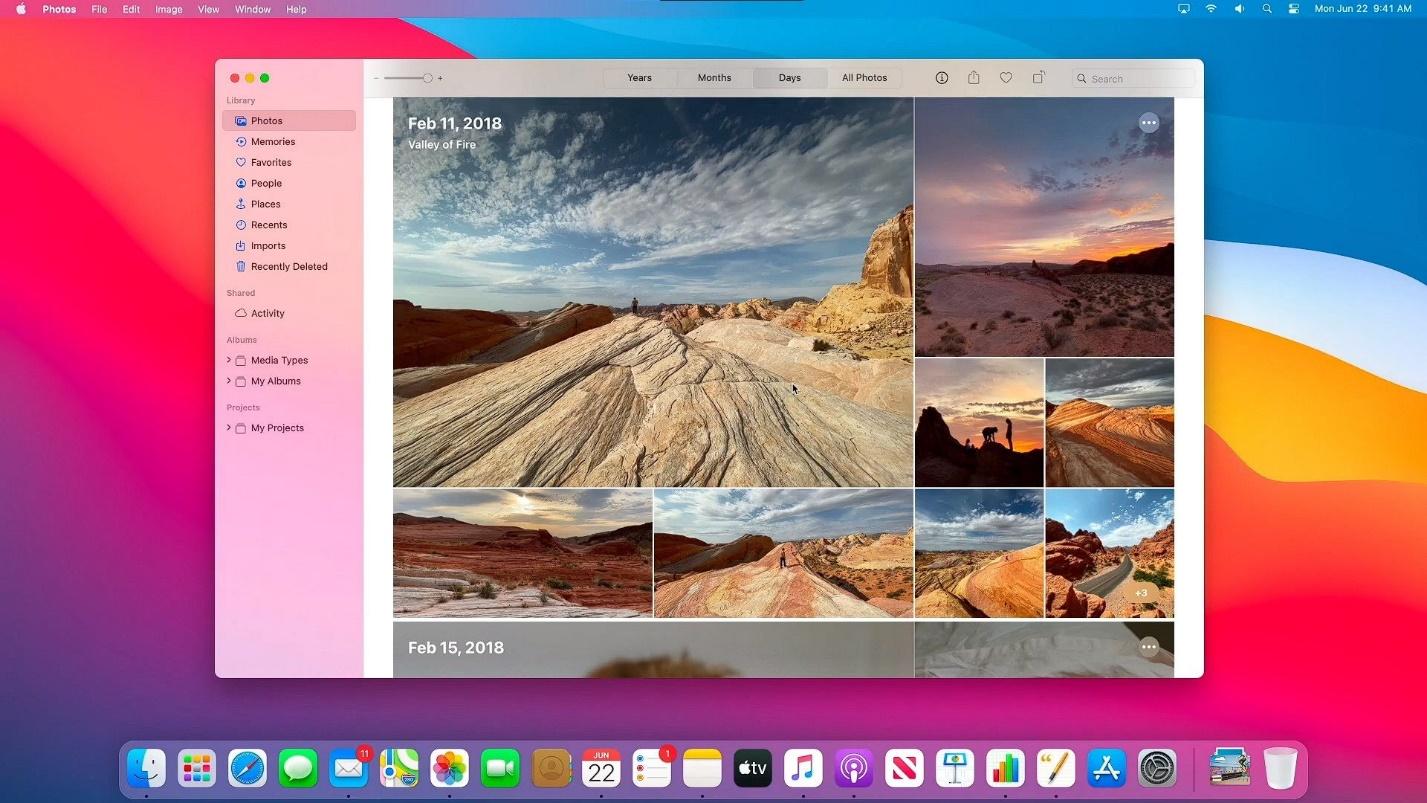 Photos File Edit Image View Window Help Mon Jun 22 9:41 AM
Years Months Days All Photos Search
Library
Photos
Memories
Favorites
People
Places
Recents
Imports
Recently Deleted
Shared
Activity
Albums
Media Types
My Albums
Projects
My Projects
Feb 11, 2018
Valley of Fire
+3
Feb 15, 2018
11
JUN
22
1
tv